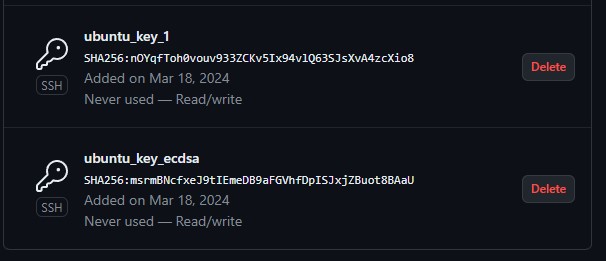 ubuntu_key_1
SHA256:nOYqfToh0vouv933ZCKv5Ix94vlQ63SJsXvA4zcXio8
SSH
Added on Mar 18, 2024
Never used — Read/write
Delete
ubuntu_key_ecdsa
SHA256:msrmBNcfxeJ9tIEmeDB9aFGVhfDpISJxjZBuot8BAaU
SSH
Added on Mar 18, 2024
Never used — Read/write
Delete